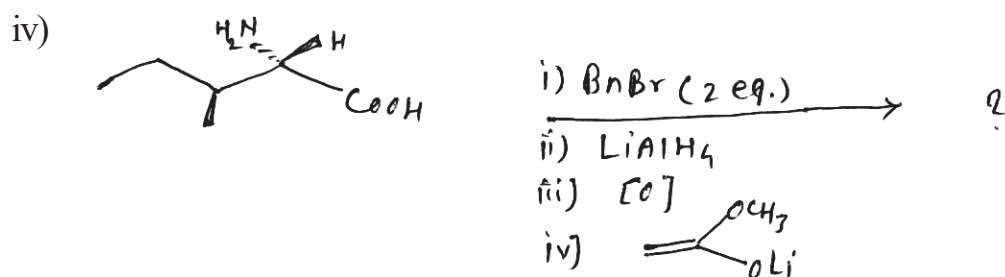 iv)
H₂N
H
COOH
i) BnBr (2 eq.)
ii) LiAlH₄
iii) [O]
iv)
OCH₃
OLi
?